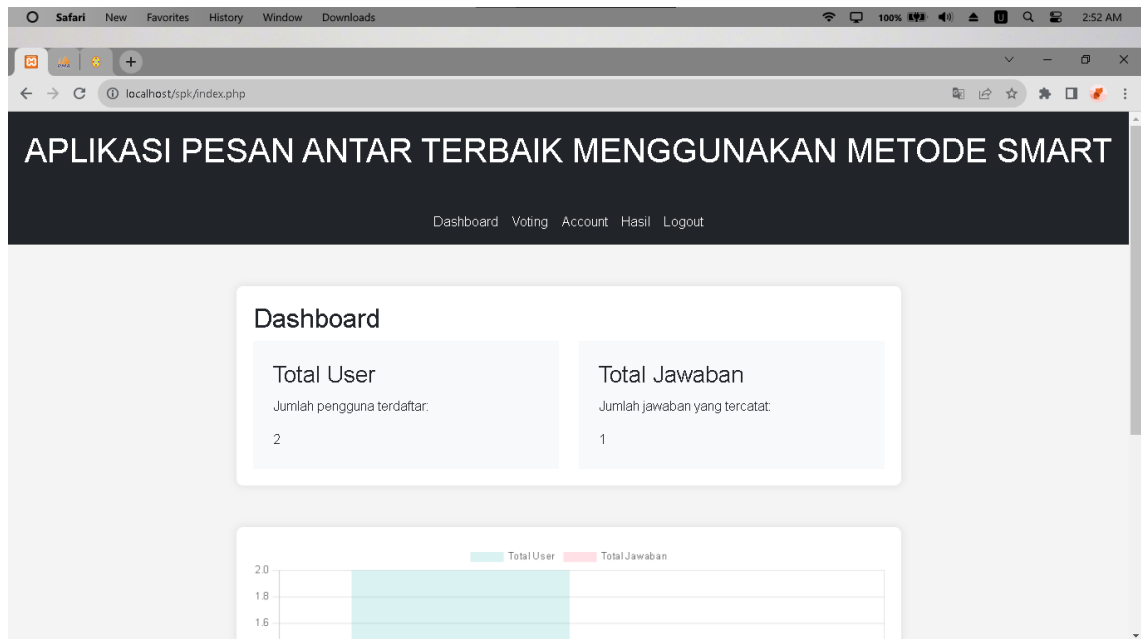 Safari New Favorites History Window Downloads 100% U 2:52 AM
localhost/spk/index.php
APLIKASI PESAN ANTAR TERBAIK MENGGUNAKAN METODE SMART
Dashboard Voting Account Hasil Logout
Dashboard
Total User
Jumlah pengguna terdaftar:
2
Total Jawaban
Jumlah jawaban yang tercatat:
1
Total User Total Jawaban
2.0
1.8
1.6